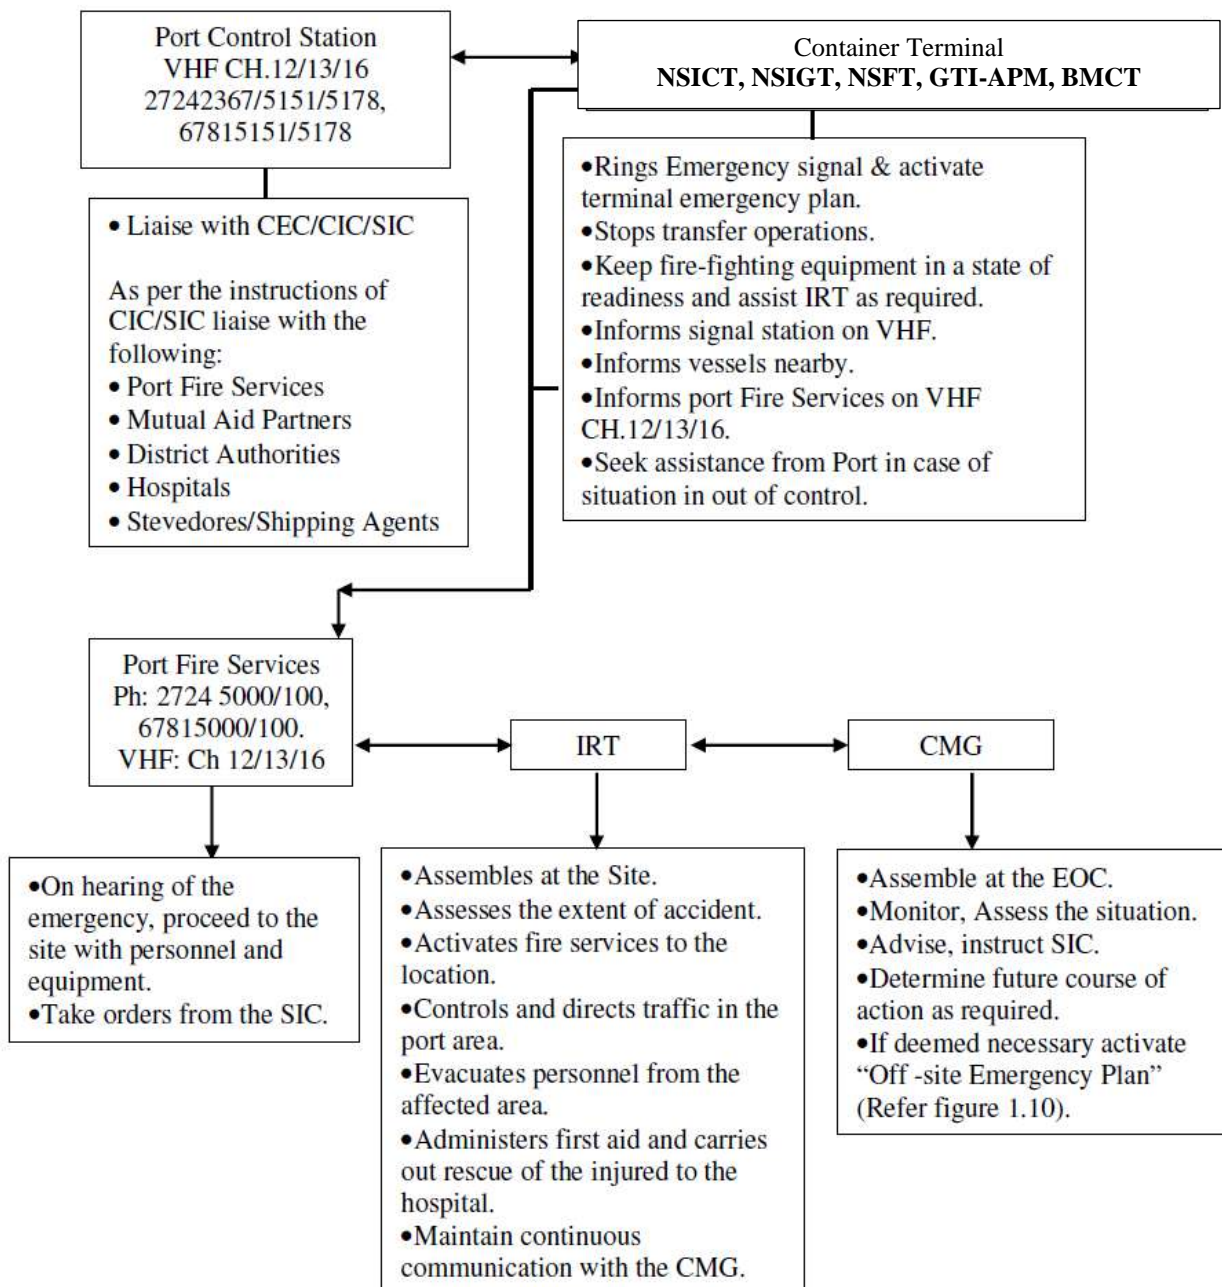 Port Control Station
VHF CH.12/13/16
27242367/5151/5178,
67815151/5178
Container Terminal
NSICT, NSIGT, NSFT, GTI-APM, BMCT
• Liaise with CEC/CIC/SIC
As per the instructions of
CIC/SIC liaise with the
following:
• Port Fire Services
• Mutual Aid Partners
• District Authorities
• Hospitals
• Stevedores/Shipping Agents
•Rings Emergency signal & activate
terminal emergency plan.
•Stops transfer operations.
•Keep fire-fighting equipment in a state of
readiness and assist IRT as required.
•Informs signal station on VHF.
•Informs vessels nearby.
•Informs port Fire Services on VHF
CH.12/13/16.
•Seek assistance from Port in case of
situation in out of control.
Port Fire Services
Ph: 2724 5000/100,
67815000/100.
VHF: Ch 12/13/16
IRT
CMG
•On hearing of the
emergency, proceed to the
site with personnel and
equipment.
•Take orders from the SIC.
•Assembles at the Site.
•Assesses the extent of accident.
•Activates fire services to the
location.
•Controls and directs traffic in the
port area.
•Evacuates personnel from the
affected area.
•Administers first aid and carries
out rescue of the injured to the
hospital.
•Maintain continuous
communication with the CMG.
•Assemble at the EOC.
•Monitor, Assess the situation.
•Advise, instruct SIC.
•Determine future course of
action as required.
•If deemed necessary activate
“Off -site Emergency Plan”
(Refer figure 1.10).